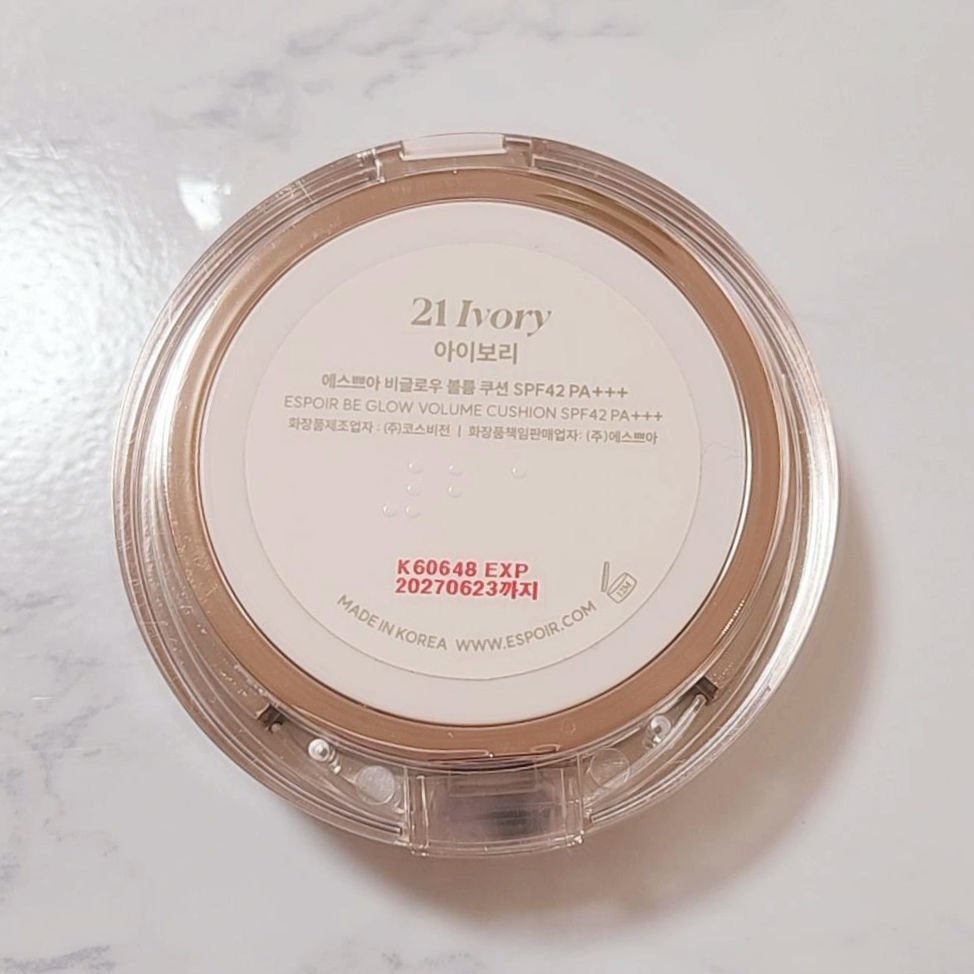 21 Ivory
아이보리
에스쁘아 비글로우 볼륨 쿠션 SPF42 PA+++
ESPOIR BE GLOW VOLUME CUSHION SPF42 PA+++
화장품제조업자 : (주)코스비전 | 화장품책임판매업자: (주)에스쁘아
K60648 EXP
20270623까지
12M
MADE IN KOREA WWW.ESPOIR.COM